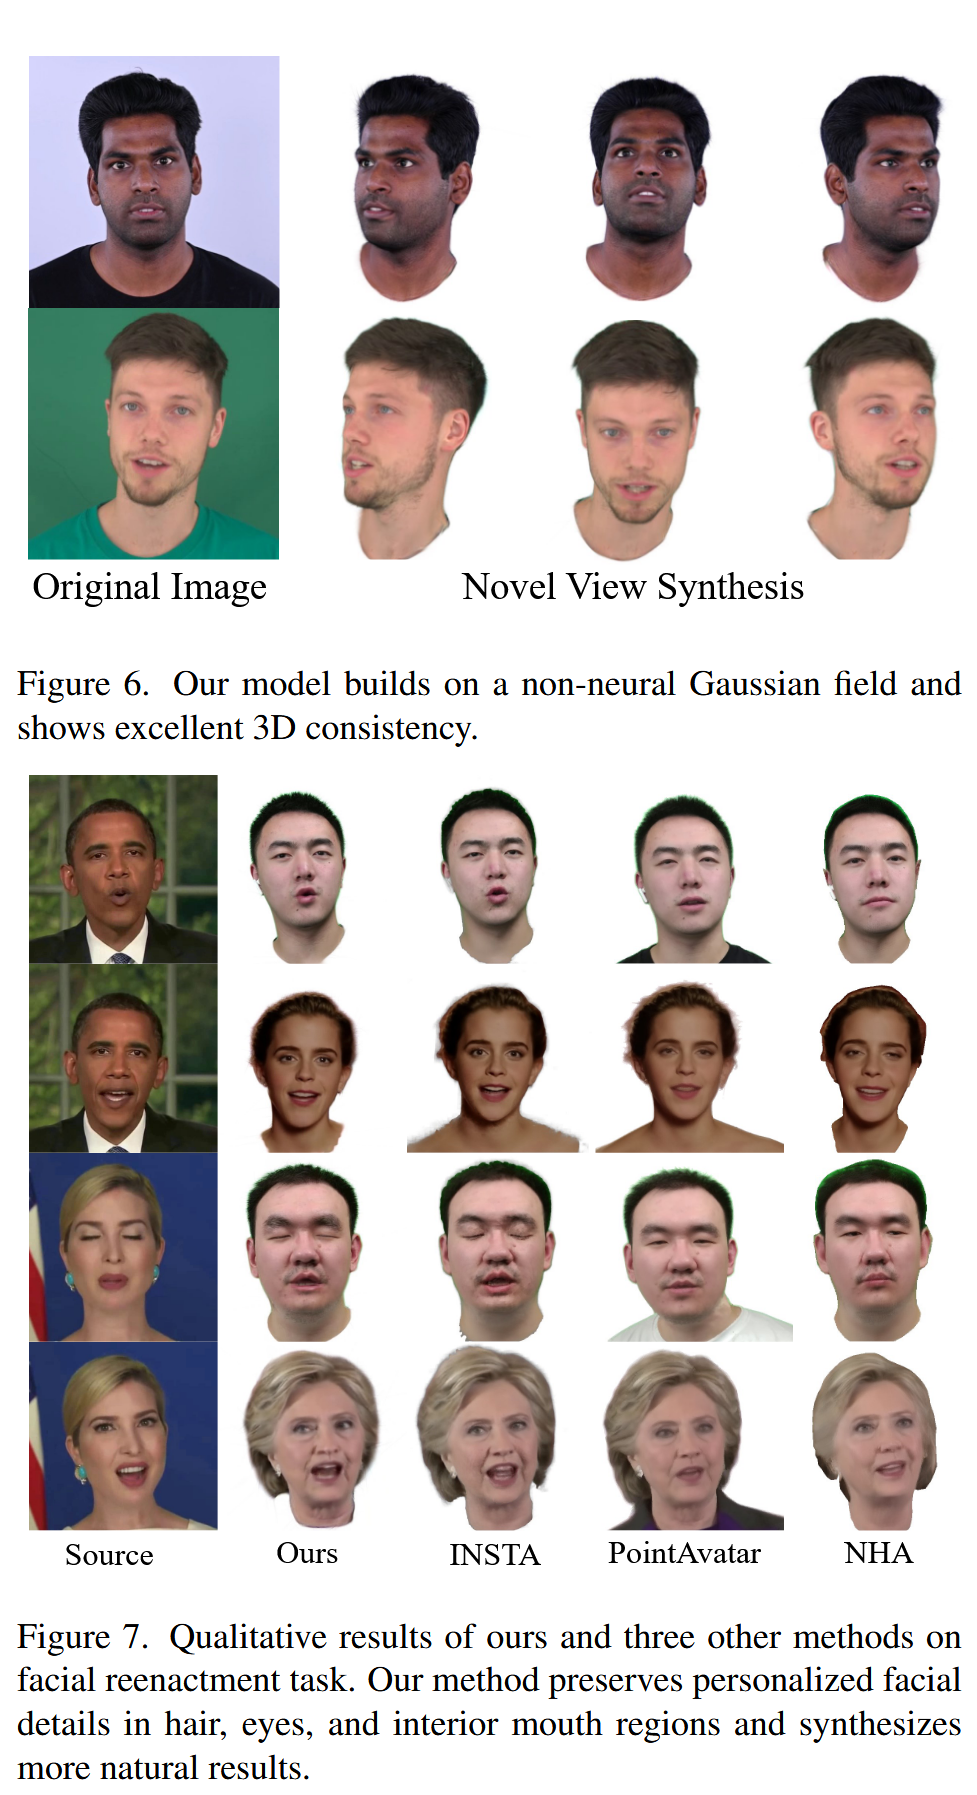 Original Image
Novel View Synthesis
Figure 6. Our model builds on a non-neural Gaussian field and
shows excellent 3D consistency.
Source
Ours
INSTA
PointAvatar
NHA
Figure 7. Qualitative results of ours and three other methods on
facial reenactment task. Our method preserves personalized facial
details in hair, eyes, and interior mouth regions and synthesizes
more natural results.